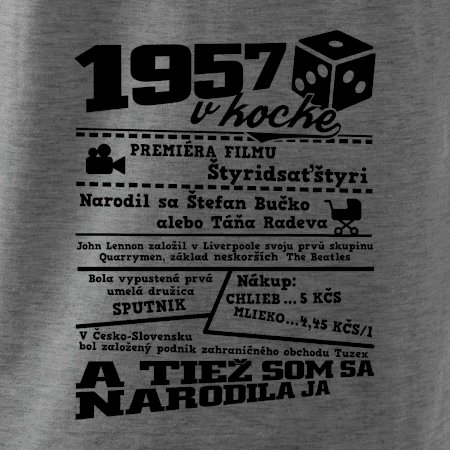 1957
v kocke
PREMIÉRA FILMU
Štyridsaťštyri
Narodil sa Štefan Bučko
alebo Táňa Radeva
John Lennon založil v Liverpoole svoju prvú skupinu
Quarrymen, základ neskorších The Beatles
Bola vypustená prvá
umelá družica
SPUTNIK
Nákup:
CHLIEB...5 KČS
MLIEKO...4,45 KČS/l
V Česko-Slovensku
bol založený podnik zahraničného obchodu Tuzex
A TIEŽ SOM SA
NARODILA JA